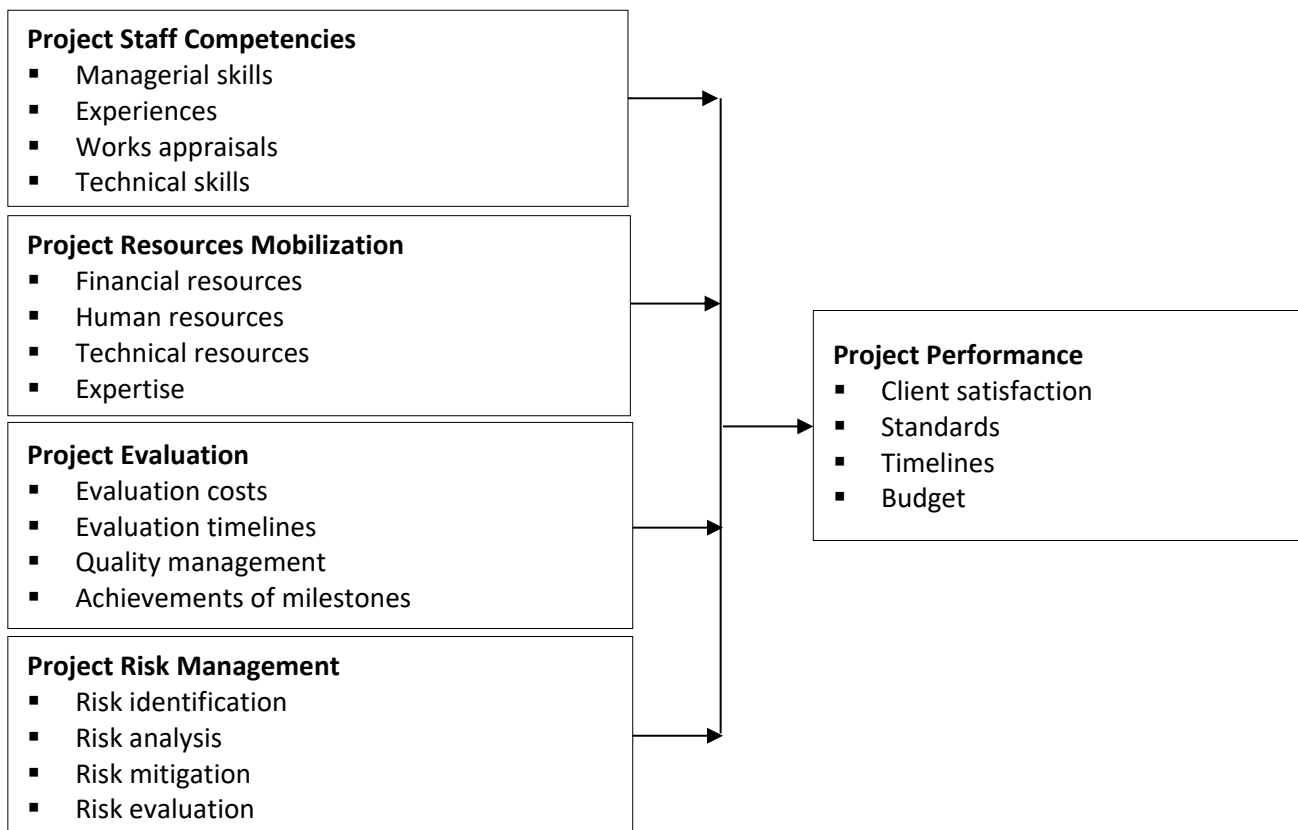 Project Staff Competencies
▪ Managerial skills
▪ Experiences
▪ Works appraisals
▪ Technical skills
Project Resources Mobilization
▪ Financial resources
▪ Human resources
▪ Technical resources
▪ Expertise
Project Evaluation
▪ Evaluation costs
▪ Evaluation timelines
▪ Quality management
▪ Achievements of milestones
Project Risk Management
▪ Risk identification
▪ Risk analysis
▪ Risk mitigation
▪ Risk evaluation
Project Performance
▪ Client satisfaction
▪ Standards
▪ Timelines
▪ Budget